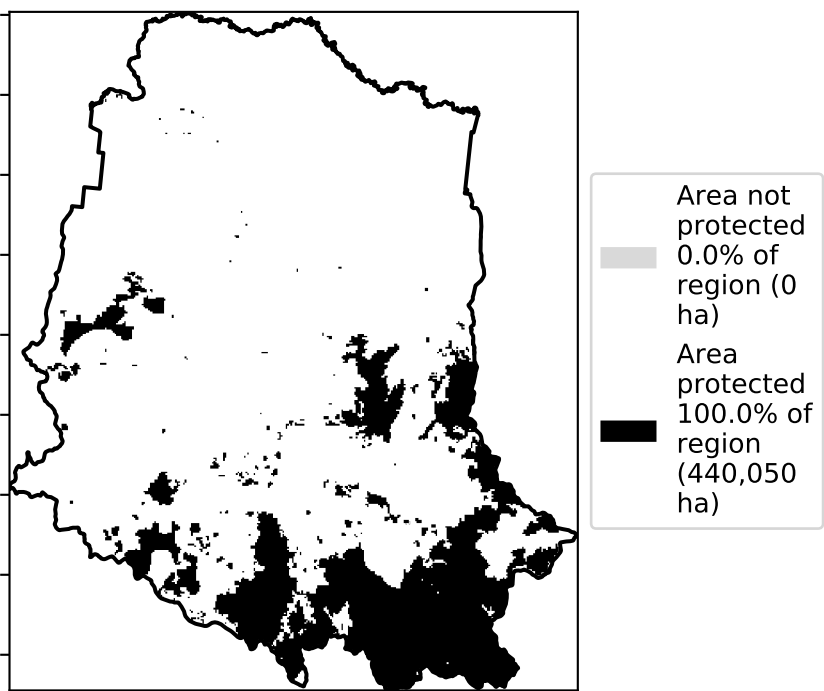 Area not
protected
0.0% of
region (0
ha)
Area
protected
100.0% of
region
(440,050
ha)